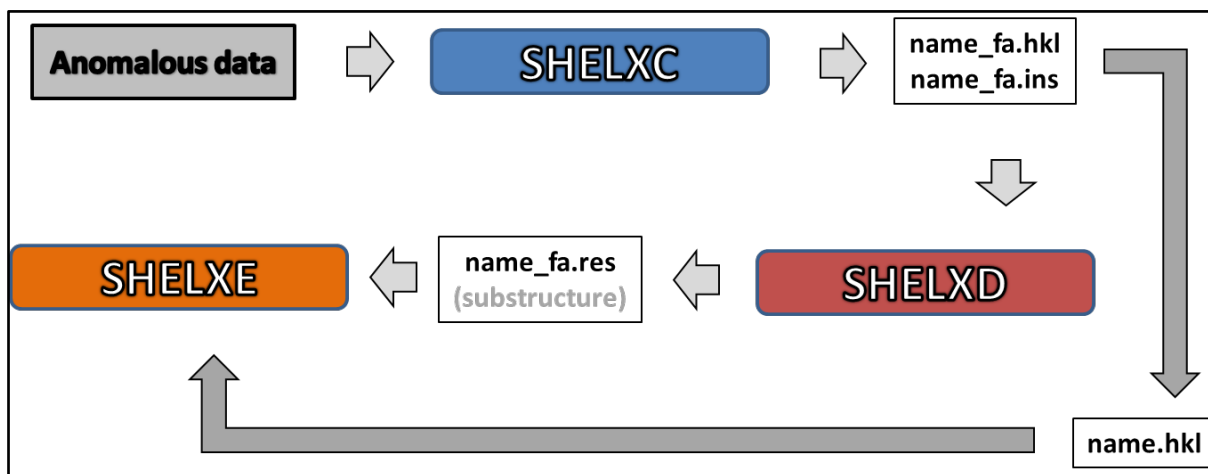 Anomalous data
SHELXC
name_fa.hkl
name_fa.ins
SHELXE
name_fa.res
(substructure)
SHELXD
name.hkl